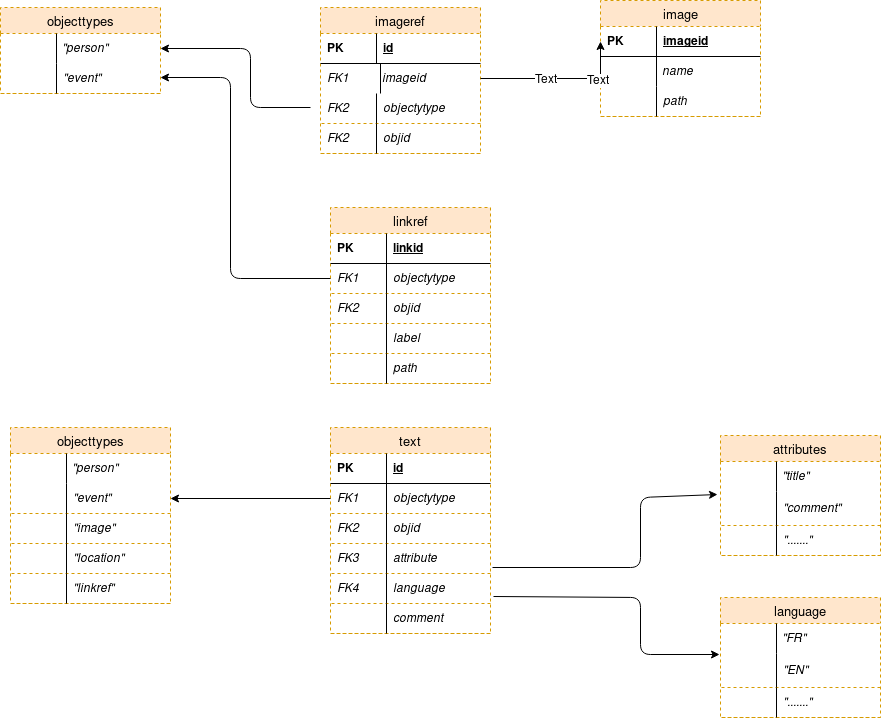 objecttypes
"person"
"event"
imageref
PK id
FK1 imageid
FK2 objectytype
FK2 objid
Text
Text
image
PK imageid
name
path
linkref
PK linkid
FK1 objectytype
FK2 objid
label
path
objecttypes
"person"
"event"
"image"
"location"
"linkref"
text
PK id
FK1 objectytype
FK2 objid
FK3 attribute
FK4 language
comment
attributes
"title"
"comment"
"......."
language
"FR"
"EN"
"......."